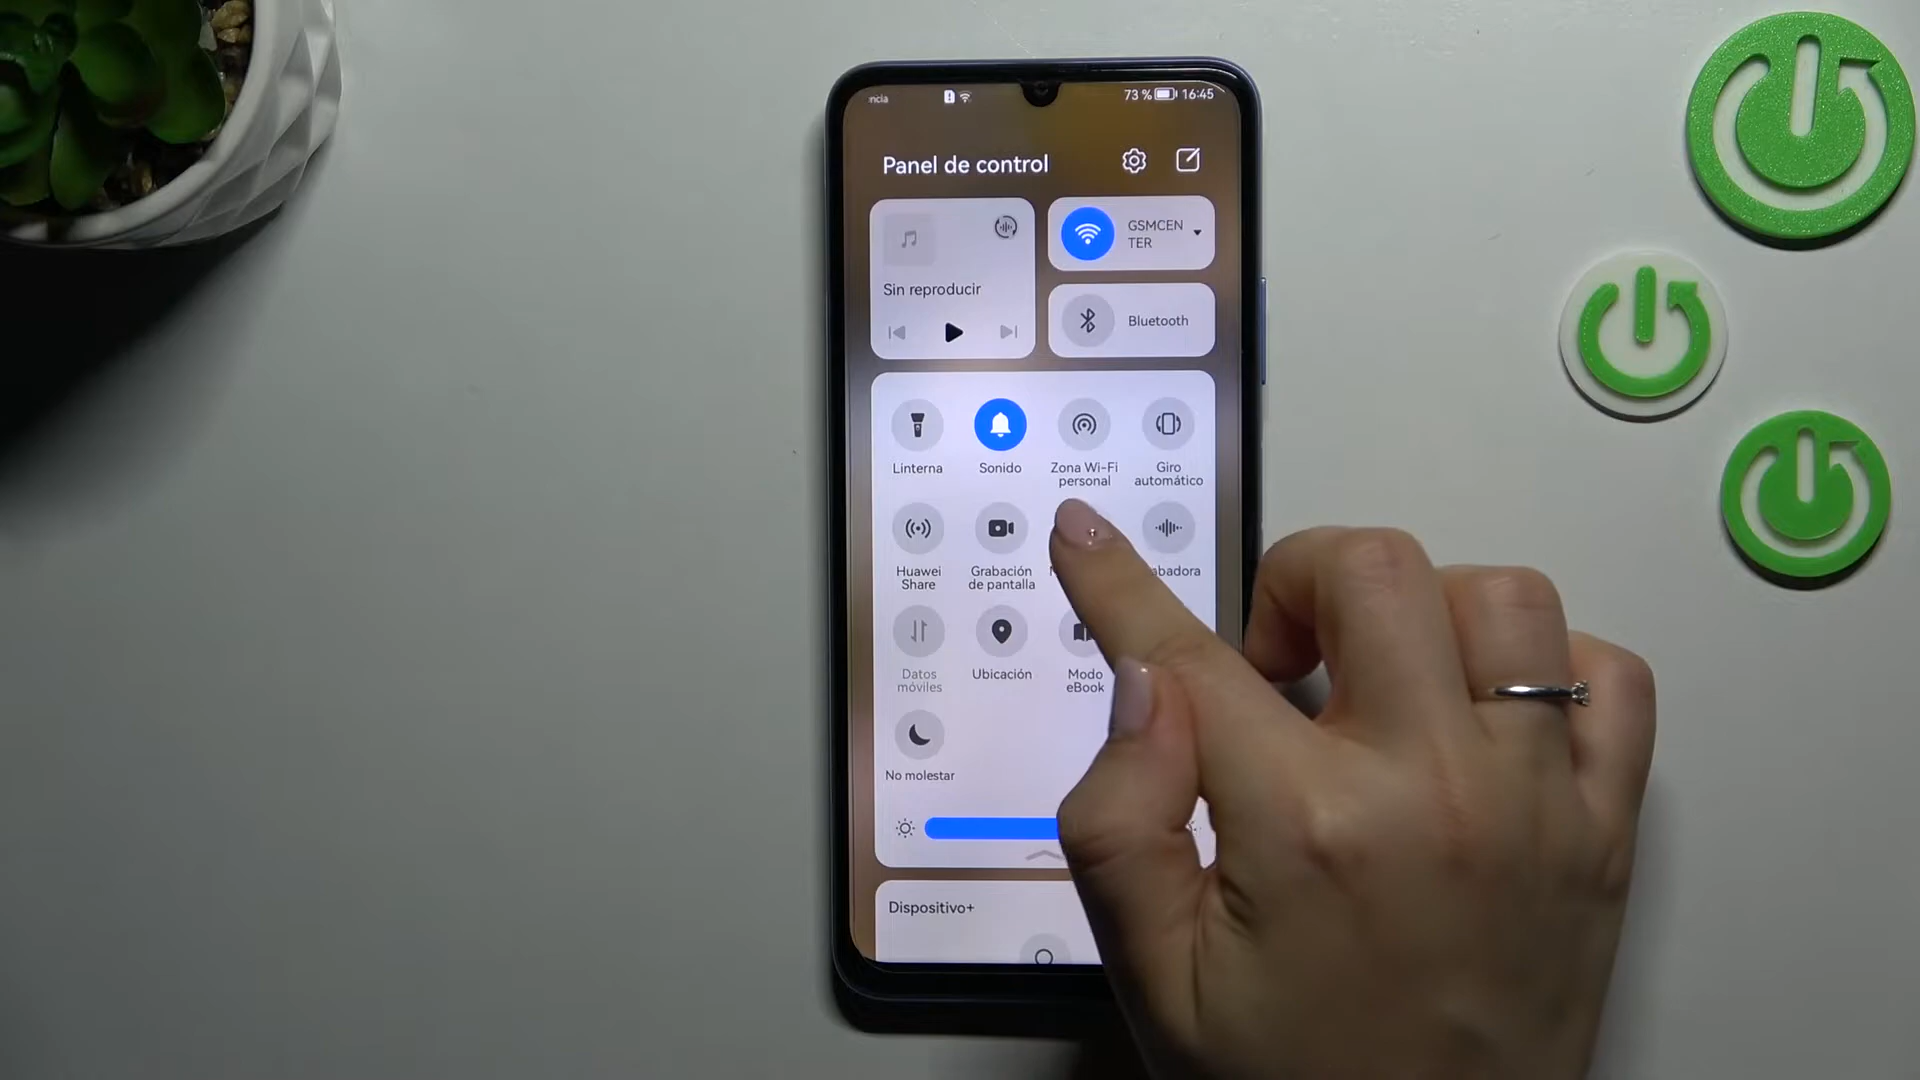 ncia
73 % 16:45
Panel de control
GSMCEN
TER
Sin reproducir
Bluetooth
Linterna
Sonido
Zona Wi-Fi
personal
Giro
automático
Huawei
Share
Grabación
de pantalla
abadora
Datos
móviles
Ubicación
Modo
eBook
No molestar
Dispositivo+